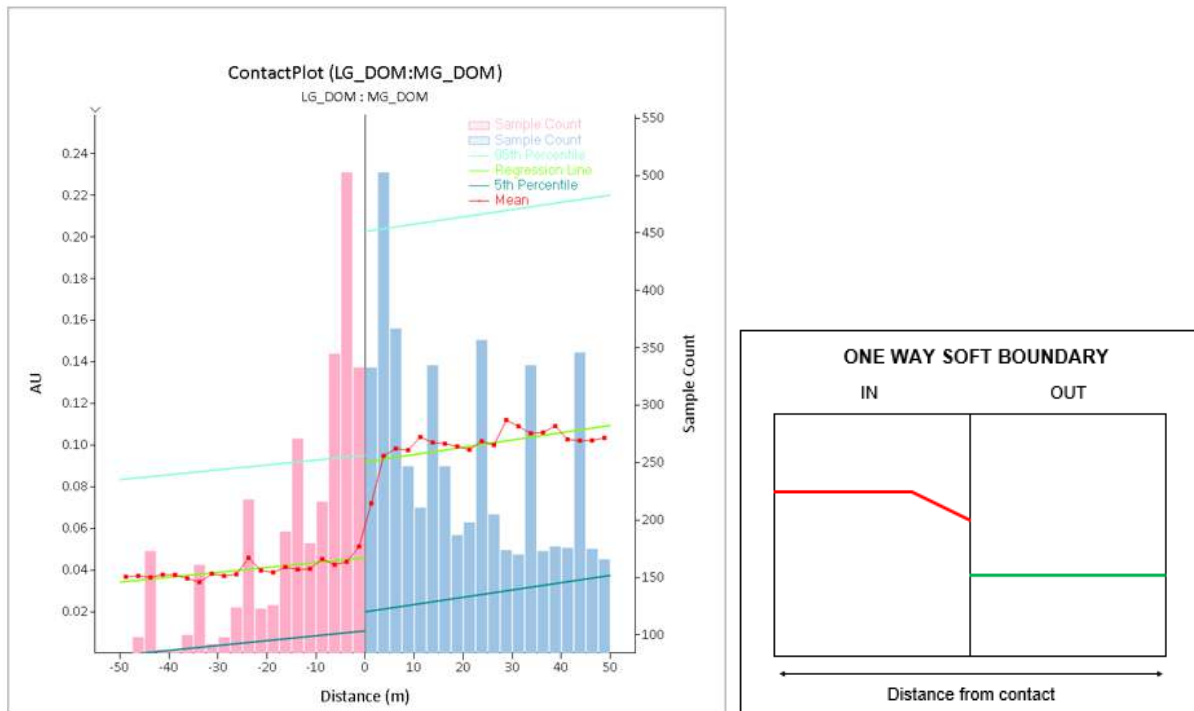 ContactPlot (LG_DOM:MG_DOM)
LG_DOM : MG_DOM
Sample Count
Sample Count
95th Percentile
Regression Line
5th Percentile
Mean
0.24
0.22
0.20
0.18
0.16
0.14
0.12
0.10
0.08
0.06
0.04
0.02
AU
550
500
450
400
350
300
250
200
150
100
Sample Count
-50 -40 -30 -20 -10 0 10 20 30 40 50
Distance (m)
ONE WAY SOFT BOUNDARY
IN OUT
Distance from contact